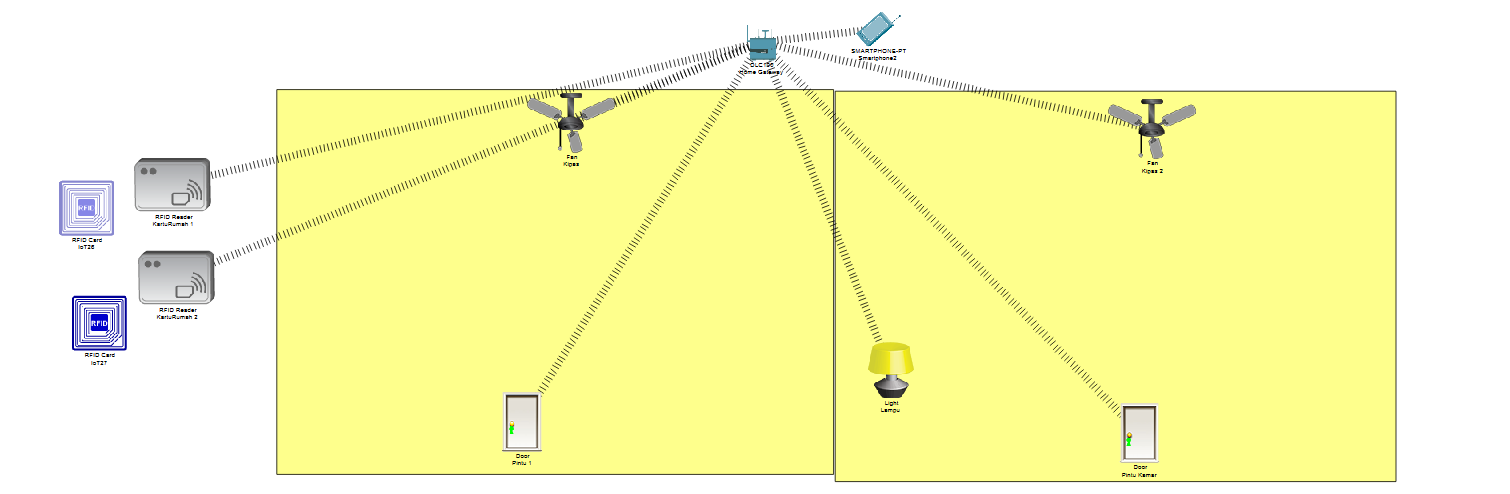 SMARTPHONE-PT
Smartphone2
DLC100
Home Gateway
Fan
Kipas
Fan
Kipas 2
RFID
RFID Card
IoT26
RFID Reader
KartuRumah 1
RFID Reader
KartuRumah 2
RFID
RFID Card
IoT27
Light
Lampu
Door
Pintu 1
Door
Pintu Kamar